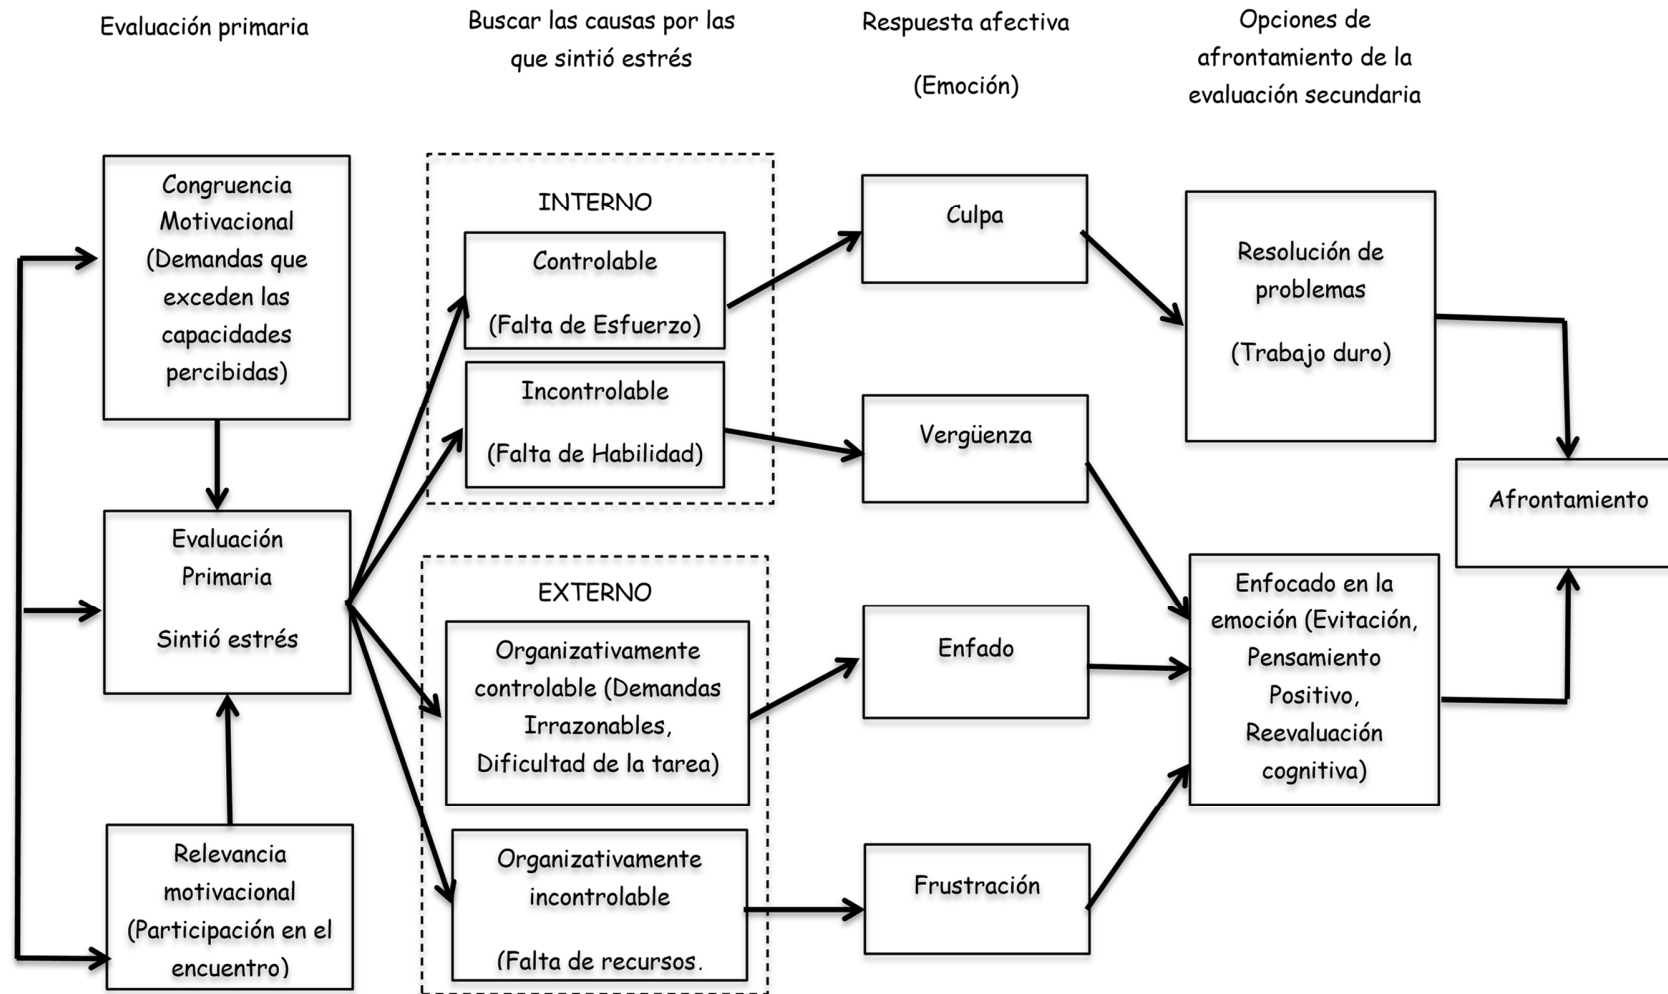 Evaluación primaria
Buscar las causas por las
que sintió estrés
Respuesta afectiva
(Emoción)
Opciones de
afrontamiento de la
evaluación secundaria
Congruencia
Motivacional
(Demandas que
exceden las
capacidades
percibidas)
Evaluación
Primaria
Sintió estrés
Relevancia
motivacional
(Participación en el
encuentro)
INTERNO
Controlable
(Falta de Esfuerzo)
Incontrolable
(Falta de Habilidad)
EXTERNO
Organizativamente
controlable (Demandas
Irrazonables,
Dificultad de la tarea)
Organizativamente
incontrolable
(Falta de recursos.
Culpa
Vergüenza
Enfado
Frustración
Resolución de
problemas
(Trabajo duro)
Enfocado en la
emoción (Evitación,
Pensamiento
Positivo,
Reevaluación
cognitiva)
Afrontamiento